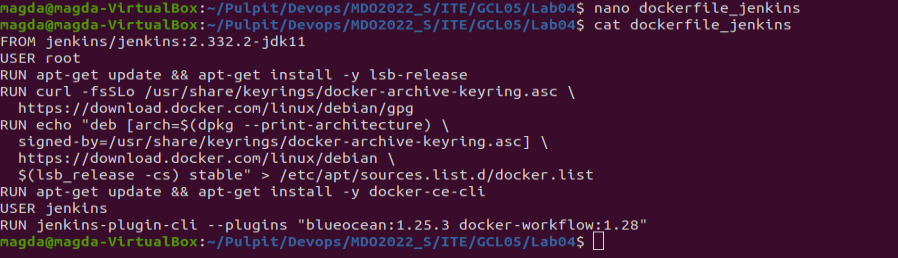 magda@magda-VirtualBox:~/Pulpit/Devops/MDO2022_S/ITE/GCL05/Lab04$ nano dockerfile_jenkins
magda@magda-VirtualBox:~/Pulpit/Devops/MDO2022_S/ITE/GCL05/Lab04$ cat dockerfile_jenkins
FROM jenkins/jenkins:2.332.2-jdk11
USER root
RUN apt-get update && apt-get install -y lsb-release
RUN curl -fsSLo /usr/share/keyrings/docker-archive-keyring.asc \
  https://download.docker.com/linux/debian/gpg
RUN echo "deb [arch=$(dpkg --print-architecture) \
  signed-by=/usr/share/keyrings/docker-archive-keyring.asc] \
  https://download.docker.com/linux/debian \
  $(lsb_release -cs) stable" > /etc/apt/sources.list.d/docker.list
RUN apt-get update && apt-get install -y docker-ce-cli
USER jenkins
RUN jenkins-plugin-cli --plugins "blueocean:1.25.3 docker-workflow:1.28"
magda@magda-VirtualBox:~/Pulpit/Devops/MDO2022_S/ITE/GCL05/Lab04$